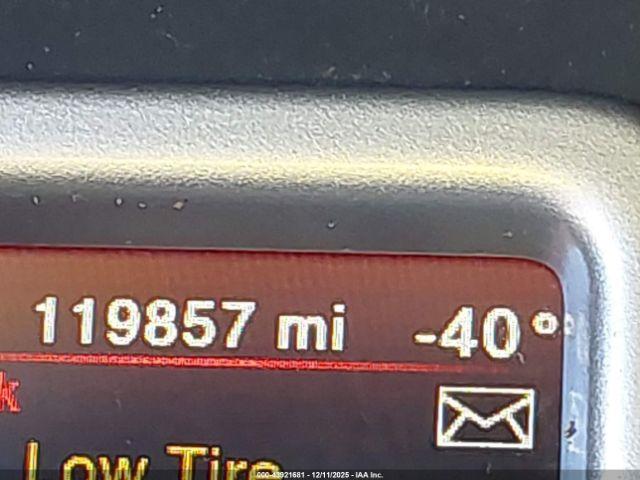 119857 mi -40°
Low Tire
000-43921681 - 12/11/2025 - IAA Inc.